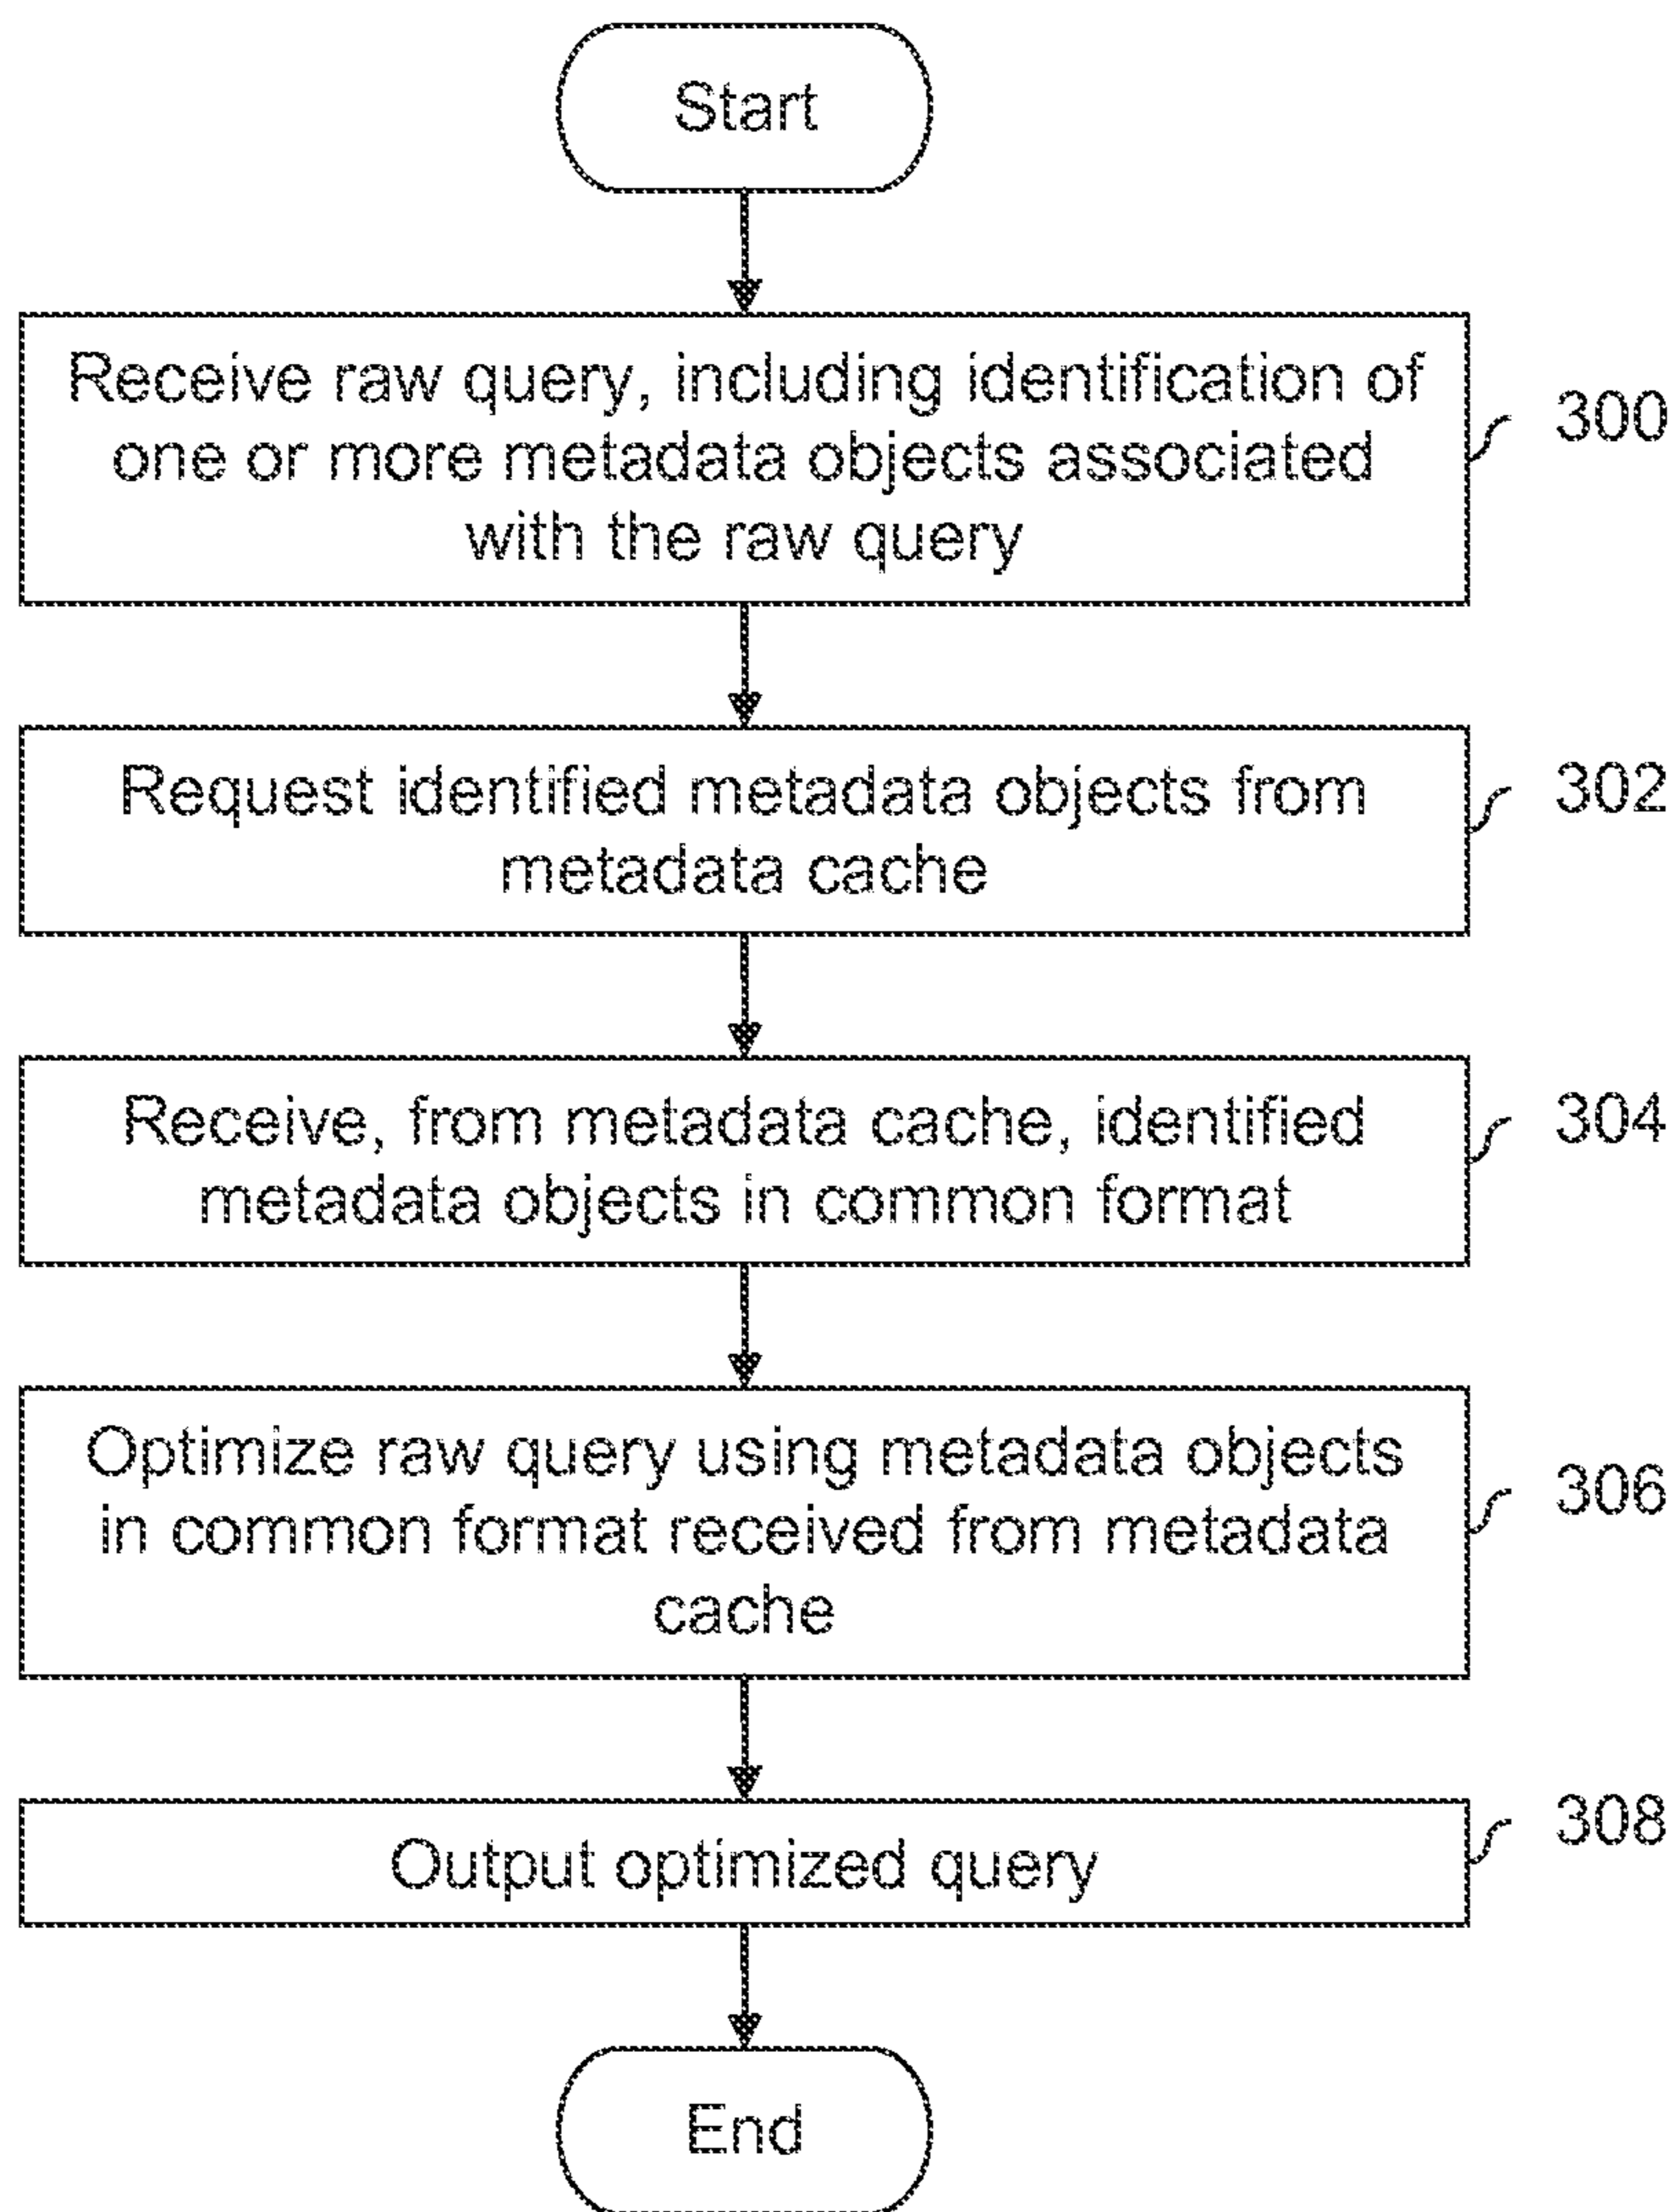 Start
Receive raw query, including identification of
one or more metadata objects associated
with the raw query
300
Request identified metadata objects from
metadata cache
302
Receive, from metadata cache, identified
metadata objects in common format
304
Optimize raw query using metadata objects
in common format received from metadata
cache
306
Output optimized query
308
End